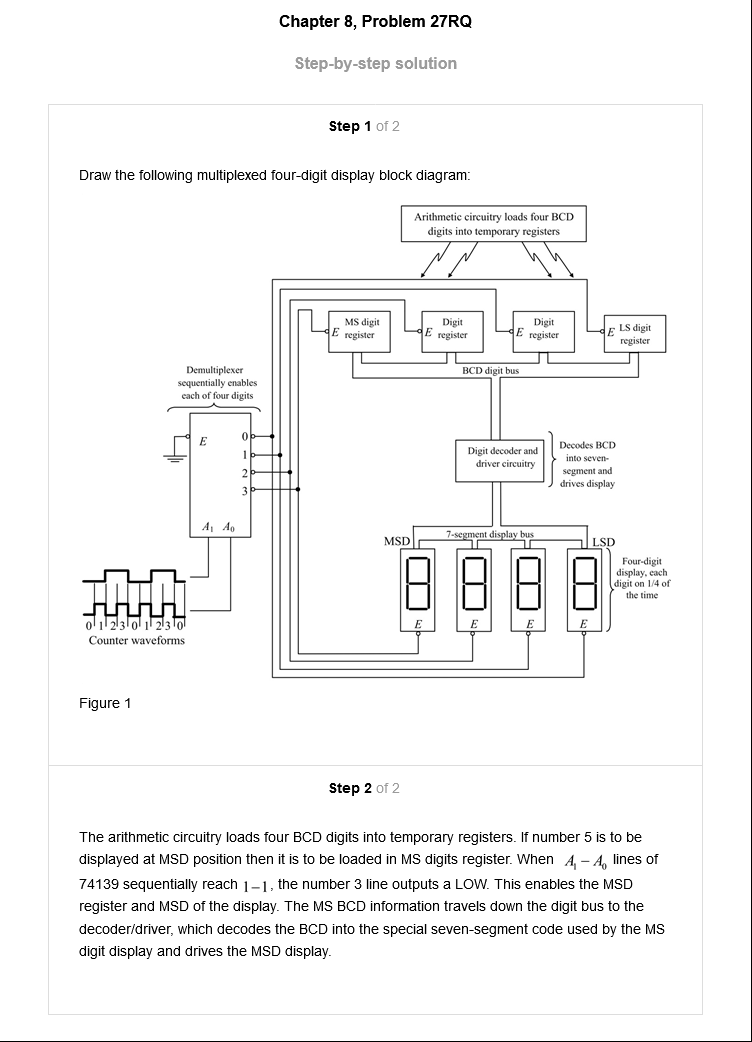 Chapter 8, Problem 27RQ
Step-by-step solution
Step 1 of 2
Draw the following multiplexed four-digit display block diagram:
Arithmetic circuitry loads four BCD
digits into temporary registers
MS digit
E register
Digit
E register
Digit
E register
LS digit
E register
BCD digit bus
Demultiplexer
sequentially enables
each of four digits
E
0
1
2
3
A₁ A₀
Digit decoder and
driver circuitry
Decodes BCD
into seven-
segment and
drives display
7-segment display bus
MSD
LSD
8 8 8 8
E E E E
Four-digit
display, each
digit on 1/4 of
the time
0 1 2 3 0 1 2 3 0
Counter waveforms
Figure 1
Step 2 of 2
The arithmetic circuitry loads four BCD digits into temporary registers. If number 5 is to be
displayed at MSD position then it is to be loaded in MS digits register. When A₁ – A₀ lines of
74139 sequentially reach 1–1, the number 3 line outputs a LOW. This enables the MSD
register and MSD of the display. The MS BCD information travels down the digit bus to the
decoder/driver, which decodes the BCD into the special seven-segment code used by the MS
digit display and drives the MSD display.